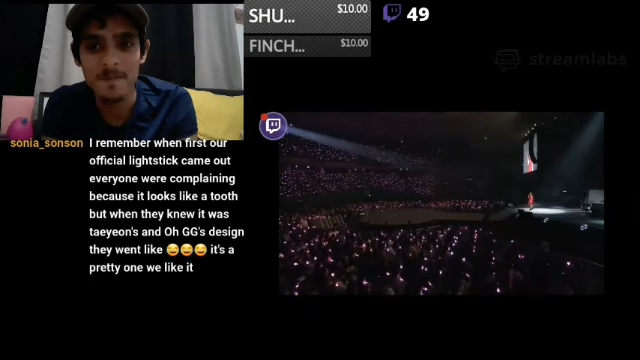 SHU... $10.00
FINCH... $10.00
49
streamlabs
sonia_sonson I remember when first our
official lightstick came out
everyone were complaining
because it looks like a tooth
but when they knew it was
taeyeon's and Oh GG's design
they went like 😅😅😅 it's a
pretty one we like it